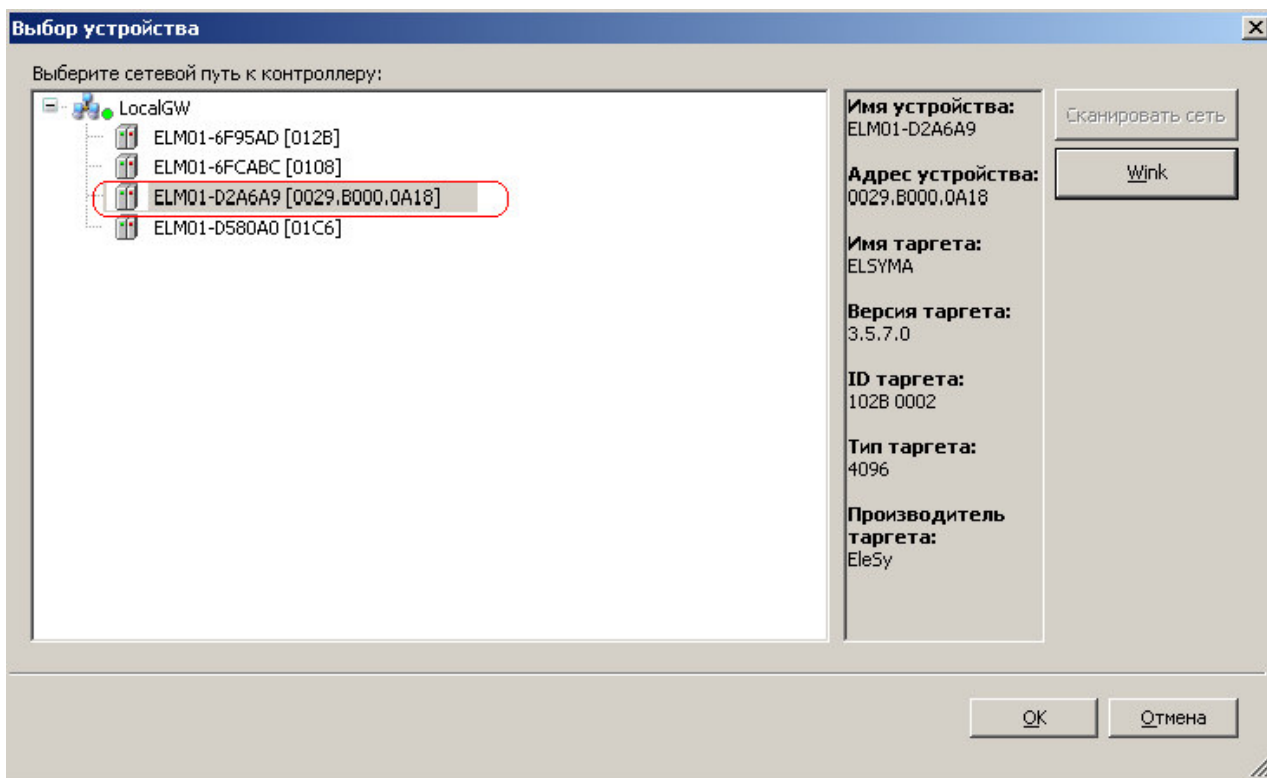 Выбор устройства
Выберите сетевой путь к контроллеру:
LocalGW
ELM01-6F95AD [012B]
ELM01-6FCABC [0108]
ELM01-D2A6A9 [0029.B000.0A18]
ELM01-D580A0 [01C6]
Имя устройства:
ELM01-D2A6A9
Адрес устройства:
0029.B000.0A18
Имя таргета:
ELSYMA
Версия таргета:
3.5.7.0
ID таргета:
102B 0002
Тип таргета:
4096
Производитель
таргета:
EleSy
Сканировать сеть
Wink
OK
Отмена